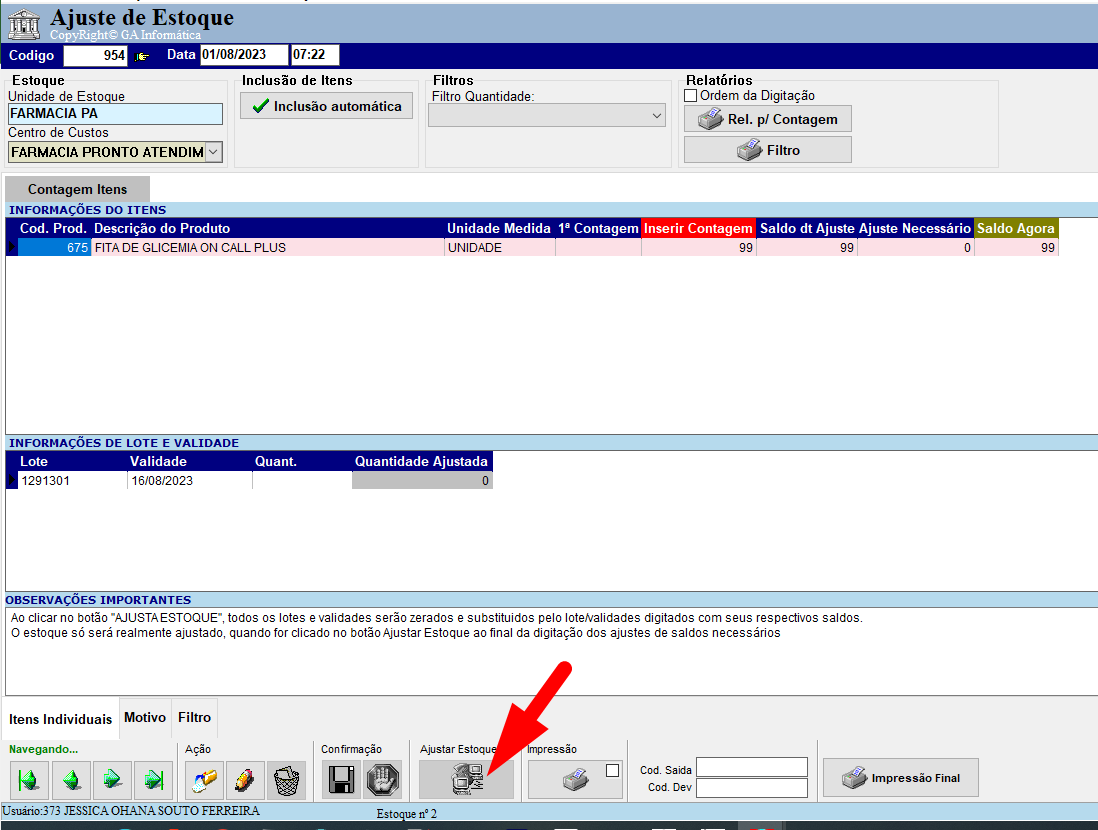 Ajuste de Estoque
CopyRight© GA Informática
Codigo 954 Data 01/08/2023 07:22
Estoque
Unidade de Estoque
FARMACIA PA
Centro de Custos
FARMACIA PRONTO ATENDIM
Inclusão de Itens
Inclusão automática
Filtros
Filtro Quantidade:
Relatórios
Ordem da Digitação
Rel. p/ Contagem
Filtro
Contagem Itens
INFORMAÇÕES DO ITENS
Cod. Prod. Descrição do Produto Unidade Medida 1ª Contagem Inserir Contagem Saldo dt Ajuste Ajuste Necessário Saldo Agora
675 FITA DE GLICEMIA ON CALL PLUS UNIDADE 99 99 0 99
INFORMAÇÕES DE LOTE E VALIDADE
Lote Validade Quant. Quantidade Ajustada
1291301 16/08/2023 0
OBSERVAÇÕES IMPORTANTES
Ao clicar no botão "AJUSTA ESTOQUE", todos os lotes e validades serão zerados e substituidos pelo lote/validades digitados com seus respectivos saldos.
O estoque só será realmente ajustado, quando for clicado no botão Ajustar Estoque ao final da digitação dos ajustes de saldos necessários
Itens Individuais Motivo Filtro
Navegando... Ação Confirmação Ajustar Estoque Impressão
Cod. Saida
Cod. Dev
Impressão Final
Usuário:373 JESSICA OHANA SOUTO FERREIRA Estoque nº 2